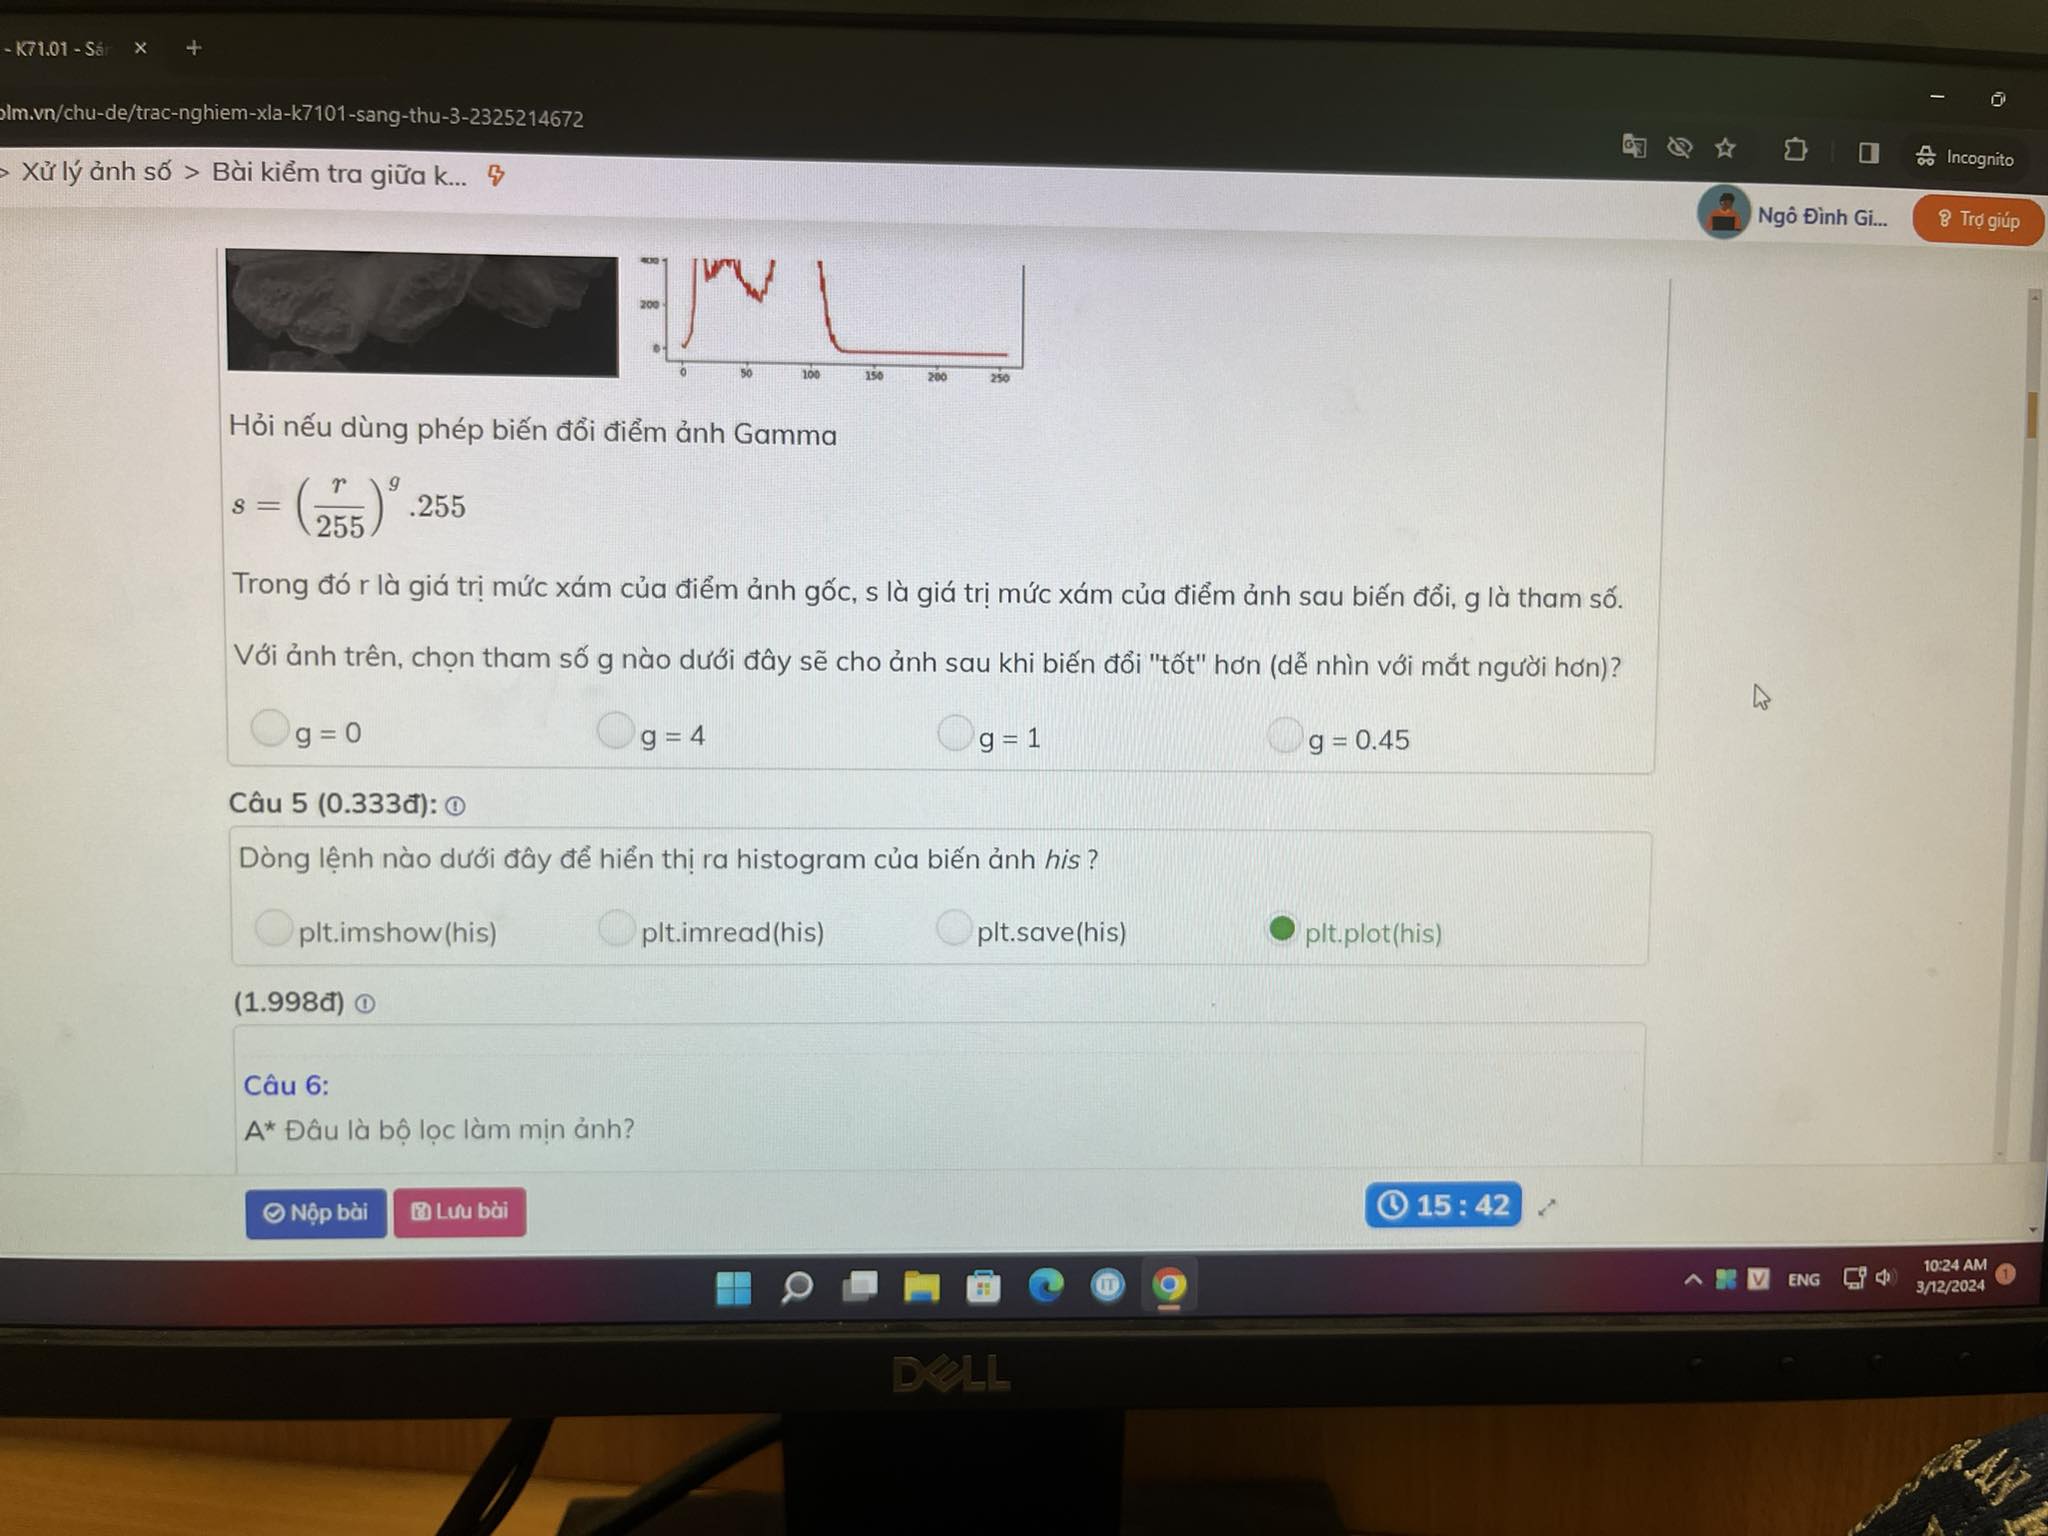 - K71.01 - Sán
olm.vn/chu-de/trac-nghiem-xla-k7101-sang-thu-3-2325214672
Incognito
> Xử lý ảnh số > Bài kiểm tra giữa k...
Ngô Đình Gi...
Trợ giúp
400
200
0
0 50 100 150 200 250
Hỏi nếu dùng phép biến đổi điểm ảnh Gamma
s = (r/255)^g .255
Trong đó r là giá trị mức xám của điểm ảnh gốc, s là giá trị mức xám của điểm ảnh sau biến đổi, g là tham số.
Với ảnh trên, chọn tham số g nào dưới đây sẽ cho ảnh sau khi biến đổi "tốt" hơn (dễ nhìn với mắt người hơn)?
g = 0 g = 4 g = 1 g = 0.45
Câu 5 (0.333đ):
Dòng lệnh nào dưới đây để hiển thị ra histogram của biến ảnh his ?
plt.imshow(his) plt.imread(his) plt.save(his) plt.plot(his)
(1.998đ)
Câu 6:
A* Đâu là bộ lọc làm mịn ảnh?
Nộp bài Lưu bài 15 : 42
IT
V ENG 10:24 AM 1
3/12/2024
DELL